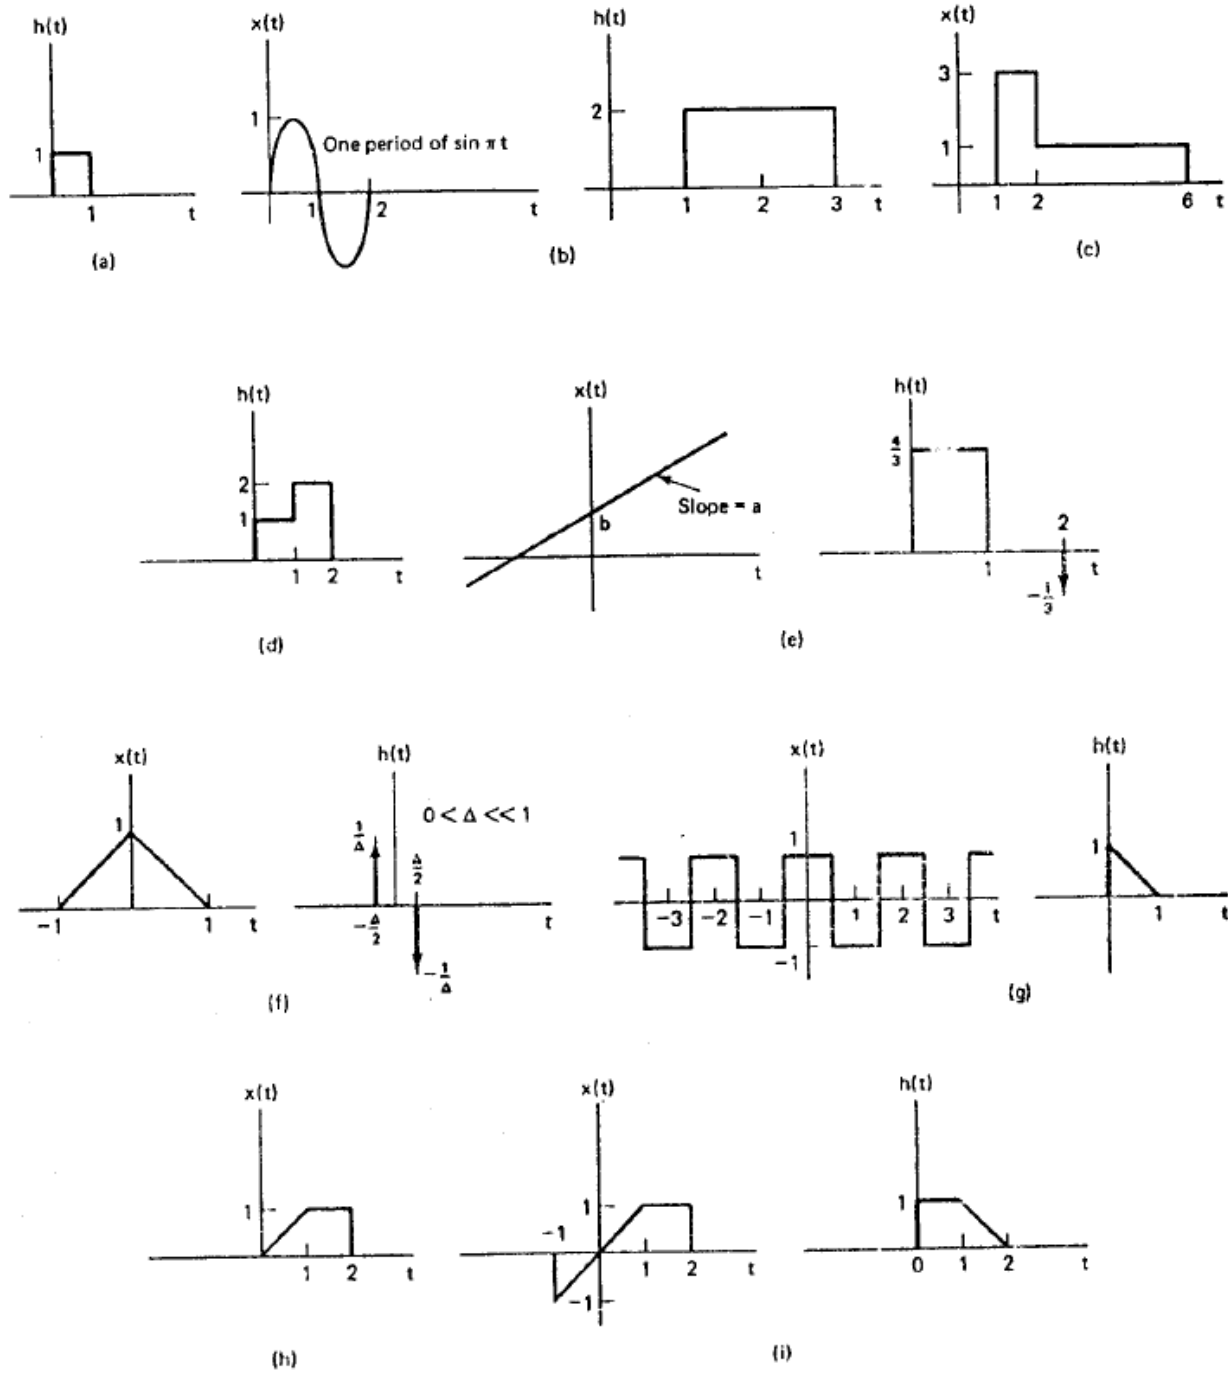 h(t)
1
1
t
(a)
x(t)
1
One period of sin π t
1
2
t
h(t)
2
1
2
3
t
(b)
x(t)
3
1
1
2
6
t
(c)
h(t)
2
1
1
2
t
(d)
x(t)
b
Slope = a
t
h(t)
4/3
1
2
t
-1/3
(e)
x(t)
1
-1
1
t
h(t)
0 < Δ << 1
1/Δ
Δ/2
-Δ/2
t
-1/Δ
(f)
x(t)
1
-3
-2
-1
1
2
3
t
-1
h(t)
1
1
t
(g)
x(t)
1
1
2
t
(h)
x(t)
1
-1
1
2
t
-1
h(t)
1
0
1
2
t
(i)